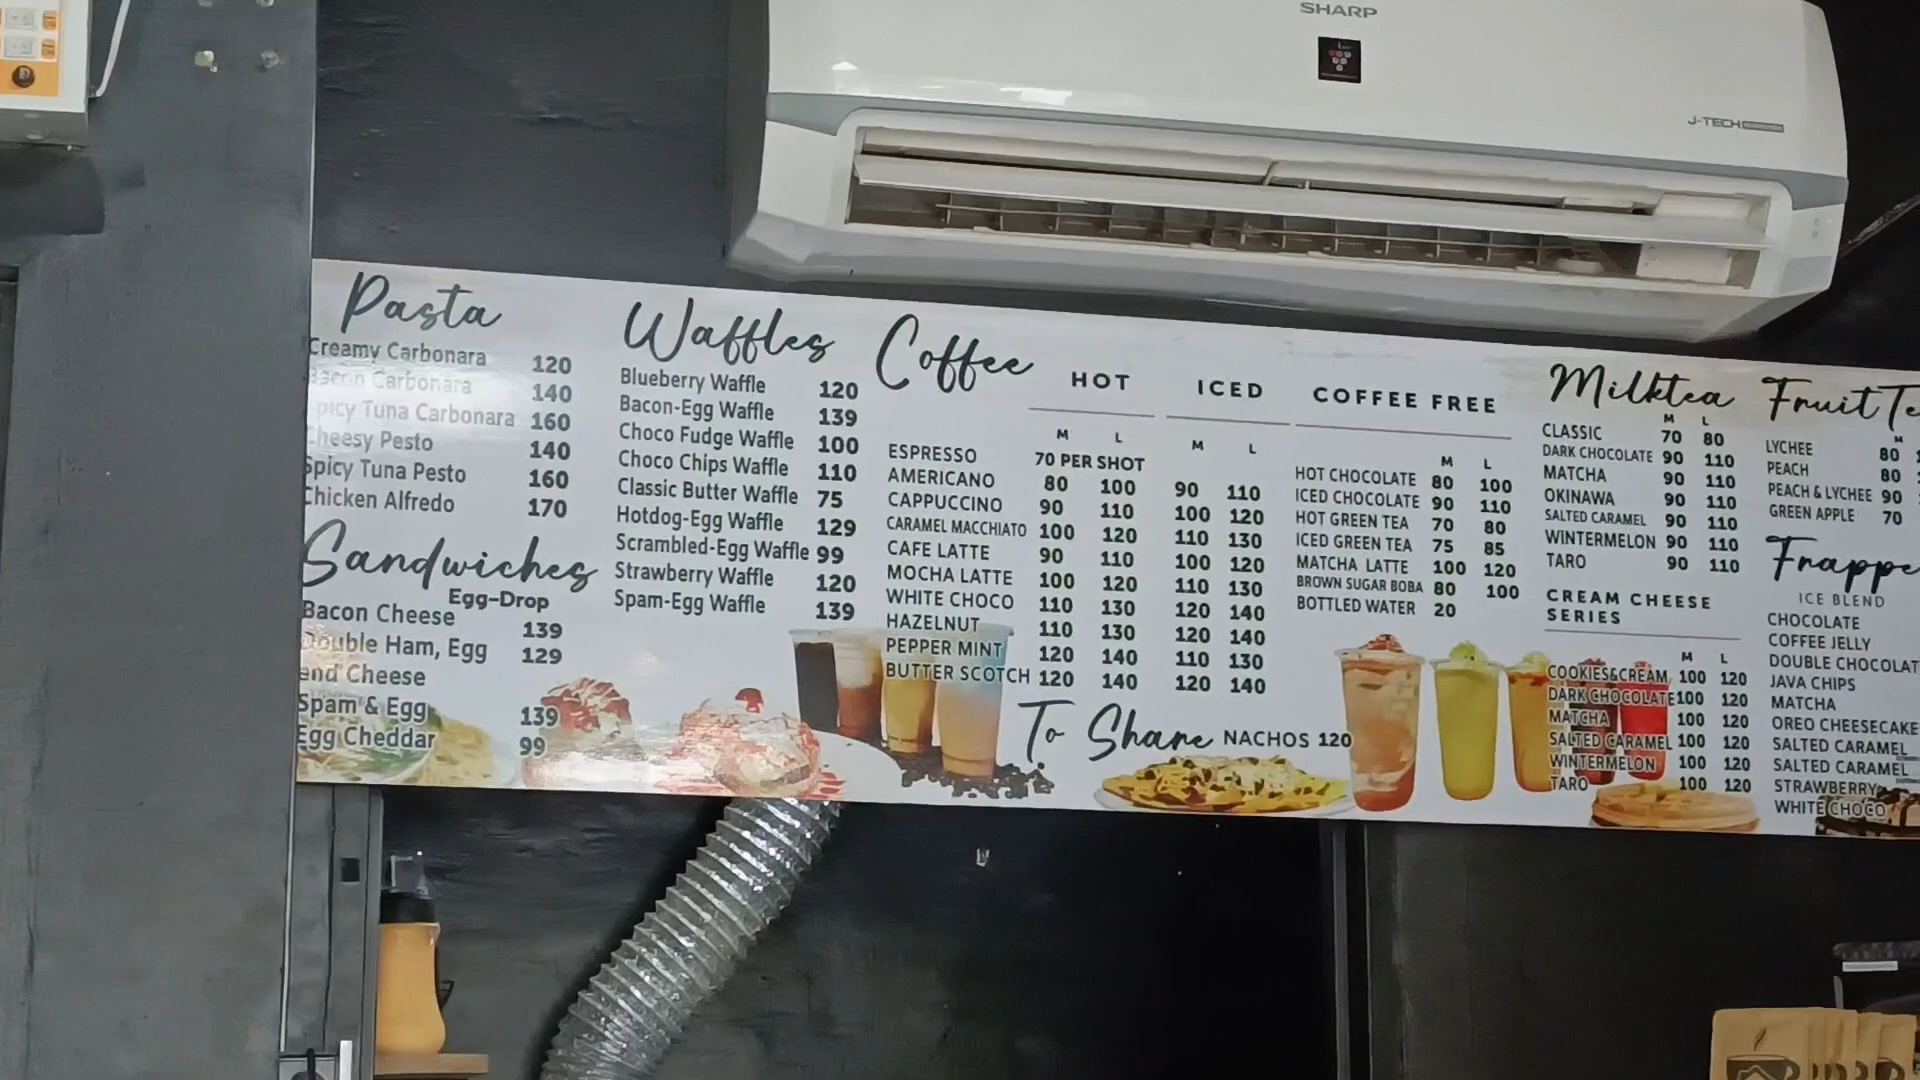 SHARP
J-TECH
Pasta
Creamy Carbonara 120
Bacon Carbonara 140
Spicy Tuna Carbonara 160
Cheesy Pesto 140
Spicy Tuna Pesto 160
Chicken Alfredo 170
Sandwiches
Egg-Drop
Bacon Cheese 139
Double Ham, Egg 129
and Cheese
Spam & Egg 139
Egg Cheddar 99
Waffles
Blueberry Waffle 120
Bacon-Egg Waffle 139
Choco Fudge Waffle 100
Choco Chips Waffle 110
Classic Butter Waffle 75
Hotdog-Egg Waffle 129
Scrambled-Egg Waffle 99
Strawberry Waffle 120
Spam-Egg Waffle 139
Coffee
HOT ICED
M L M L
ESPRESSO 70 PER SHOT
AMERICANO 80 100 90 110
CAPPUCCINO 90 110 100 120
CARAMEL MACCHIATO 100 120 110 130
CAFE LATTE 90 110 100 120
MOCHA LATTE 100 120 110 130
WHITE CHOCO 110 130 120 140
HAZELNUT 110 130 120 140
PEPPER MINT 120 140 110 130
BUTTER SCOTCH 120 140 120 140
To Share NACHOS 120
COFFEE FREE
M L
HOT CHOCOLATE 80 100
ICED CHOCOLATE 90 110
HOT GREEN TEA 70 80
ICED GREEN TEA 75 85
MATCHA LATTE 100 120
BROWN SUGAR BOBA 80 100
BOTTLED WATER 20
Milktea
M L
CLASSIC 70 80
DARK CHOCOLATE 90 110
MATCHA 90 110
OKINAWA 90 110
SALTED CARAMEL 90 110
WINTERMELON 90 110
TARO 90 110
CREAM CHEESE
SERIES
M L
COOKIES&CREAM 100 120
DARK CHOCOLATE 100 120
MATCHA 100 120
SALTED CARAMEL 100 120
WINTERMELON 100 120
TARO 100 120
Fruit Te
M
LYCHEE 80
PEACH 80
PEACH & LYCHEE 90
GREEN APPLE 70
Frappe
ICE BLEND
CHOCOLATE
COFFEE JELLY
DOUBLE CHOCOLAT
JAVA CHIPS
MATCHA
OREO CHEESECAKE
SALTED CARAMEL
SALTED CARAMEL
STRAWBERRY
WHITE CHOCO